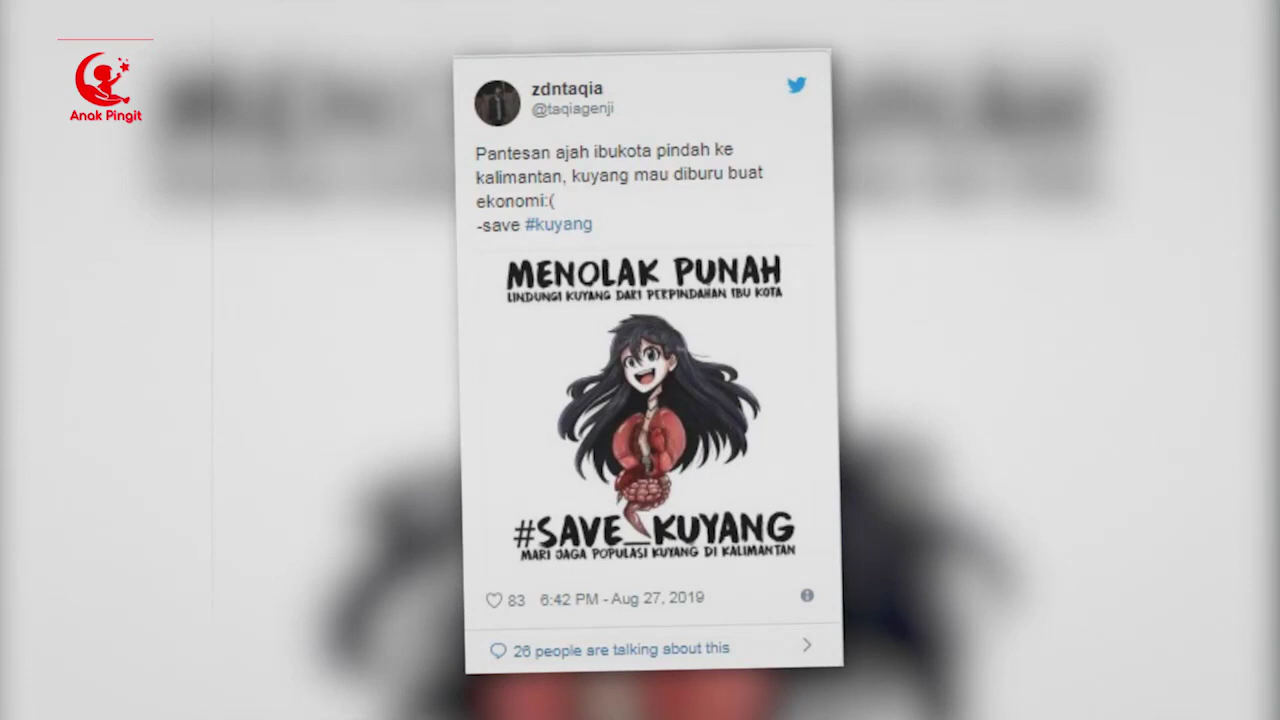 Anak Pingit
zdntaqia
@taqiagenji
Pantesan ajah ibukota pindah ke
kalimantan, kuyang mau diburu buat
ekonomi:(
-save #kuyang
MENOLAK PUNAH
LINDUNGI KUYANG DARI PERPINDAHAN IBU KOTA
#SAVE_KUYANG
MARI JAGA POPULASI KUYANG DI KALIMANTAN
83 6:42 PM - Aug 27, 2019
26 people are talking about this